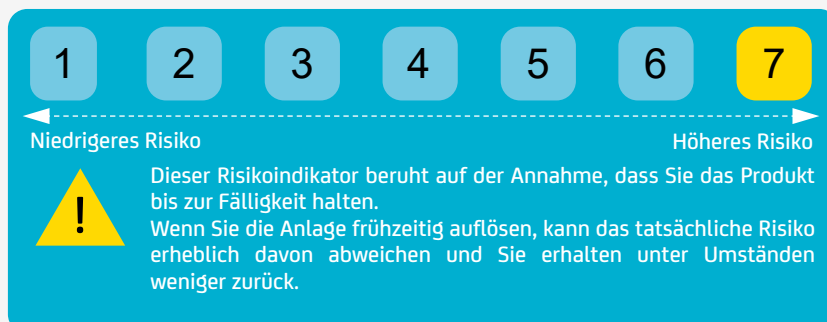 1 2 3 4 5 6 7
Niedrigeres Risiko Höheres Risiko
!
Dieser Risikoindikator beruht auf der Annahme, dass Sie das Produkt
bis zur Fälligkeit halten.
Wenn Sie die Anlage frühzeitig auflösen, kann das tatsächliche Risiko
erheblich davon abweichen und Sie erhalten unter Umständen
weniger zurück.